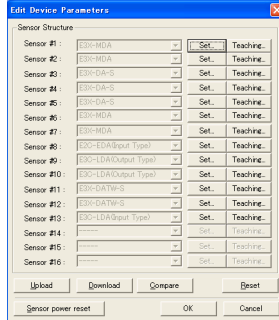 Edit Device Parameters
Sensor Structure
Sensor #1 : E3X-MDA Set... Teaching...
Sensor #2 : E3X-MDA Set... Teaching...
Sensor #3 : E3X-DA-S Set... Teaching...
Sensor #4 : E3X-DA-S Set... Teaching...
Sensor #5 : E3X-DA-S Set... Teaching...
Sensor #6 : E3X-MDA Set... Teaching...
Sensor #7 : E3X-MDA Set... Teaching...
Sensor #8 : E2C-EDA(Input Type) Set... Teaching...
Sensor #9 : E3C-LDA(Output Type) Set... Teaching...
Sensor #10 : E3C-LDA(Output Type) Set... Teaching...
Sensor #11 : E3X-DATW-S Set... Teaching...
Sensor #12 : E3X-DATW-S Set... Teaching...
Sensor #13 : E3C-LDA(Input Type) Set... Teaching...
Sensor #14 : ----- Set... Teaching...
Sensor #15 : ----- Set... Teaching...
Sensor #16 : ----- Set... Teaching...
Upload Download Compare Reset
Sensor power reset OK Cancel